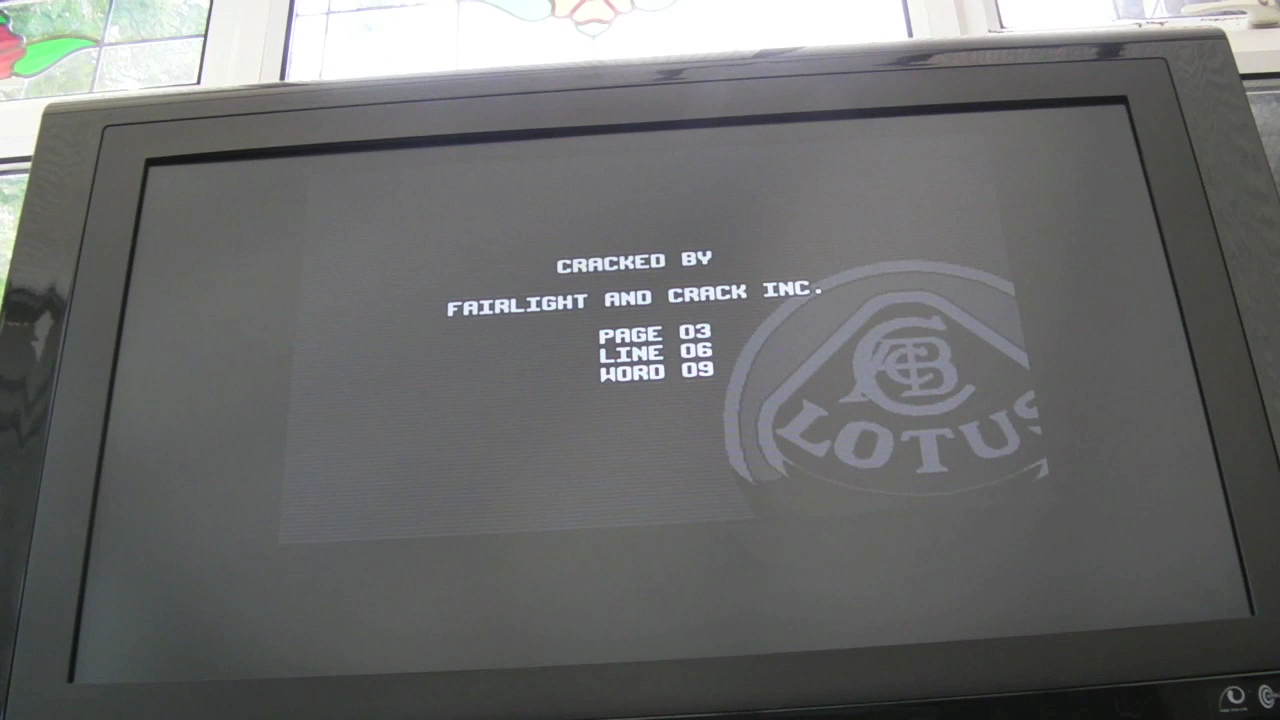 CRACKED BY
FAIRLIGHT AND CRACK INC.
PAGE 03
LINE 06
WORD 09
LOTUS